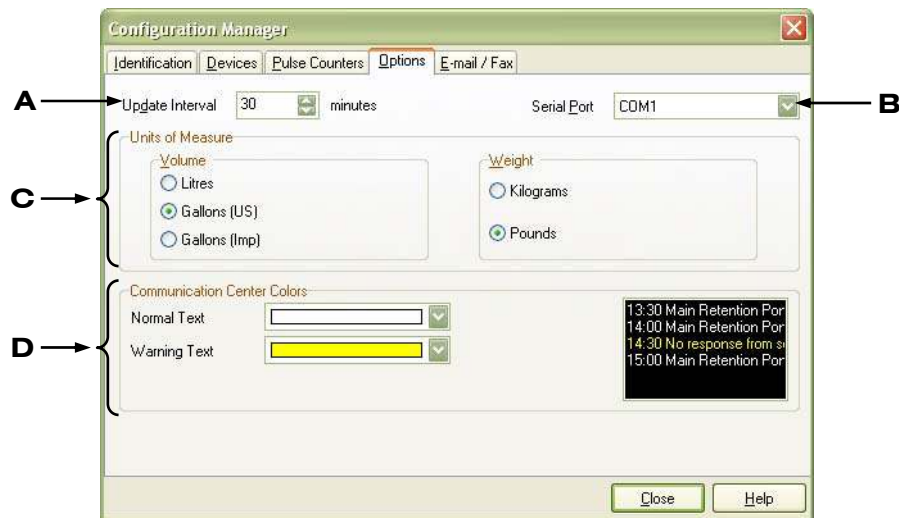 Configuration Manager
Identification Devices Pulse Counters Options E-mail / Fax
A Update Interval 30 minutes Serial Port COM1 B
Units of Measure
Volume Weight
Litres Kilograms
C Gallons (US)
Gallons (Imp) Pounds
Communication Center Colors
Normal Text
D Warning Text
13:30 Main Retention Por
14:00 Main Retention Por
14:30 No response from
15:00 Main Retention Por
Close Help